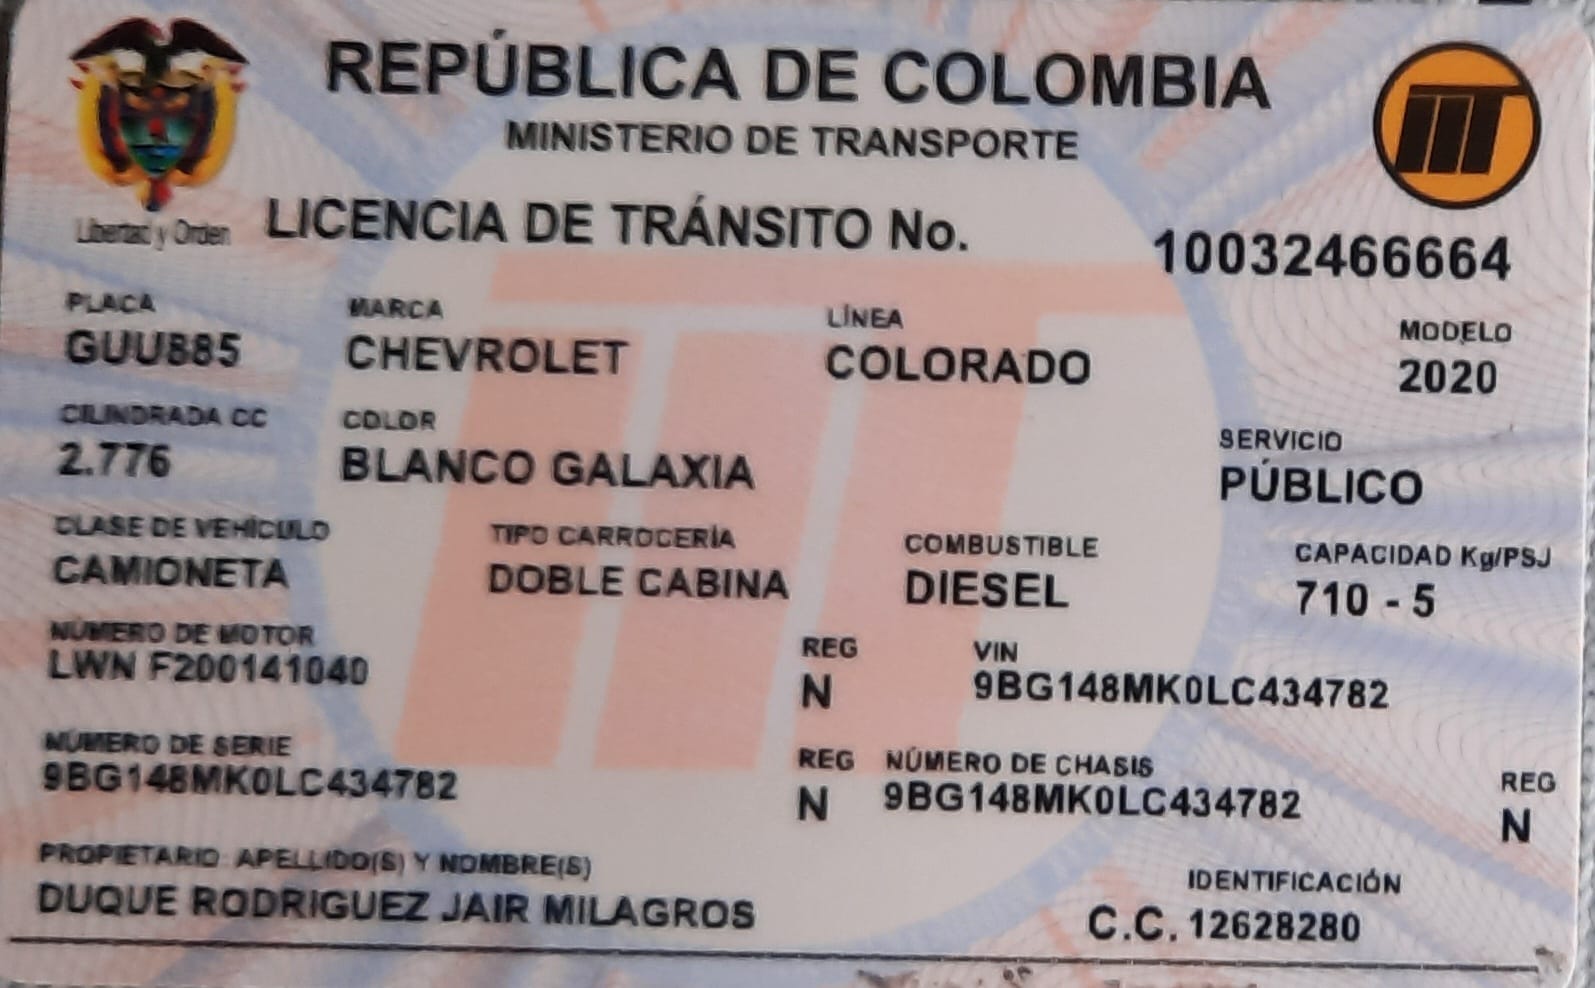 REPÚBLICA DE COLOMBIA
MINISTERIO DE TRANSPORTE
Libertad y Orden
LICENCIA DE TRÁNSITO No. 10032466664
PLACA MARCA LÍNEA MODELO
GUU885 CHEVROLET COLORADO 2020
CILINDRADA CC COLOR SERVICIO
2.776 BLANCO GALAXIA PÚBLICO
CLASE DE VEHÍCULO TIPO CARROCERÍA COMBUSTIBLE CAPACIDAD Kg/PSJ
CAMIONETA DOBLE CABINA DIESEL 710 - 5
NÚMERO DE MOTOR REG VIN
LWN F200141040 N 9BG148MK0LC434782
NÚMERO DE SERIE REG NÚMERO DE CHASIS REG
9BG148MK0LC434782 N 9BG148MK0LC434782 N
PROPIETARIO: APELLIDO(S) Y NOMBRE(S) IDENTIFICACIÓN
DUQUE RODRIGUEZ JAIR MILAGROS C.C. 12628280